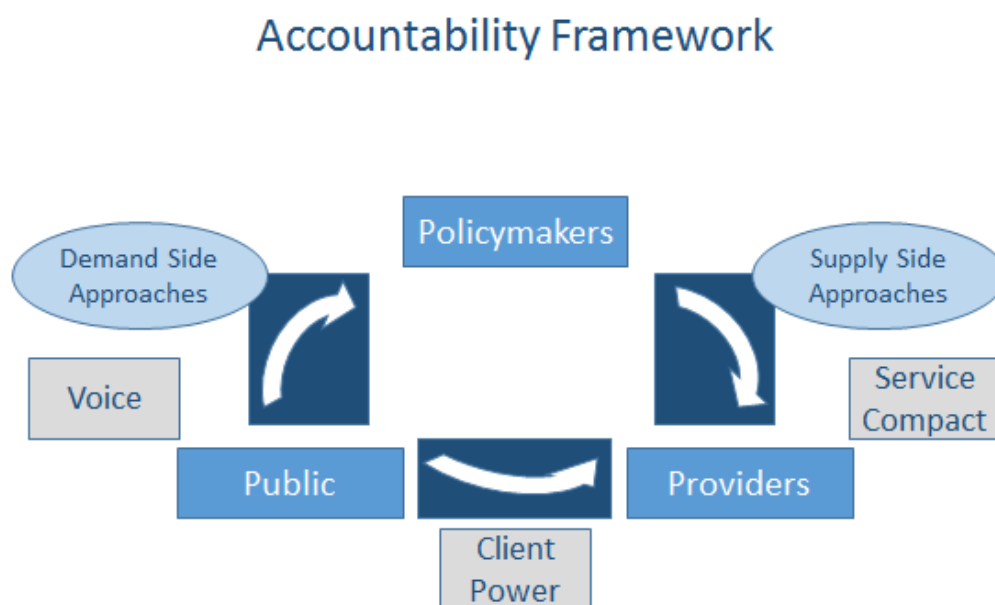 Accountability Framework
Policymakers
Demand Side
Approaches
Supply Side
Approaches
Voice
Service
Compact
Public
Providers
Client
Power